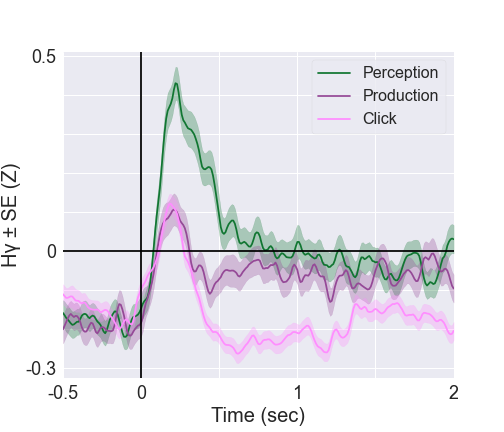 0.5
Perception
Production
Click
Hγ ± SE (Z)
0
-0.3
-0.5
0
1
2
Time (sec)